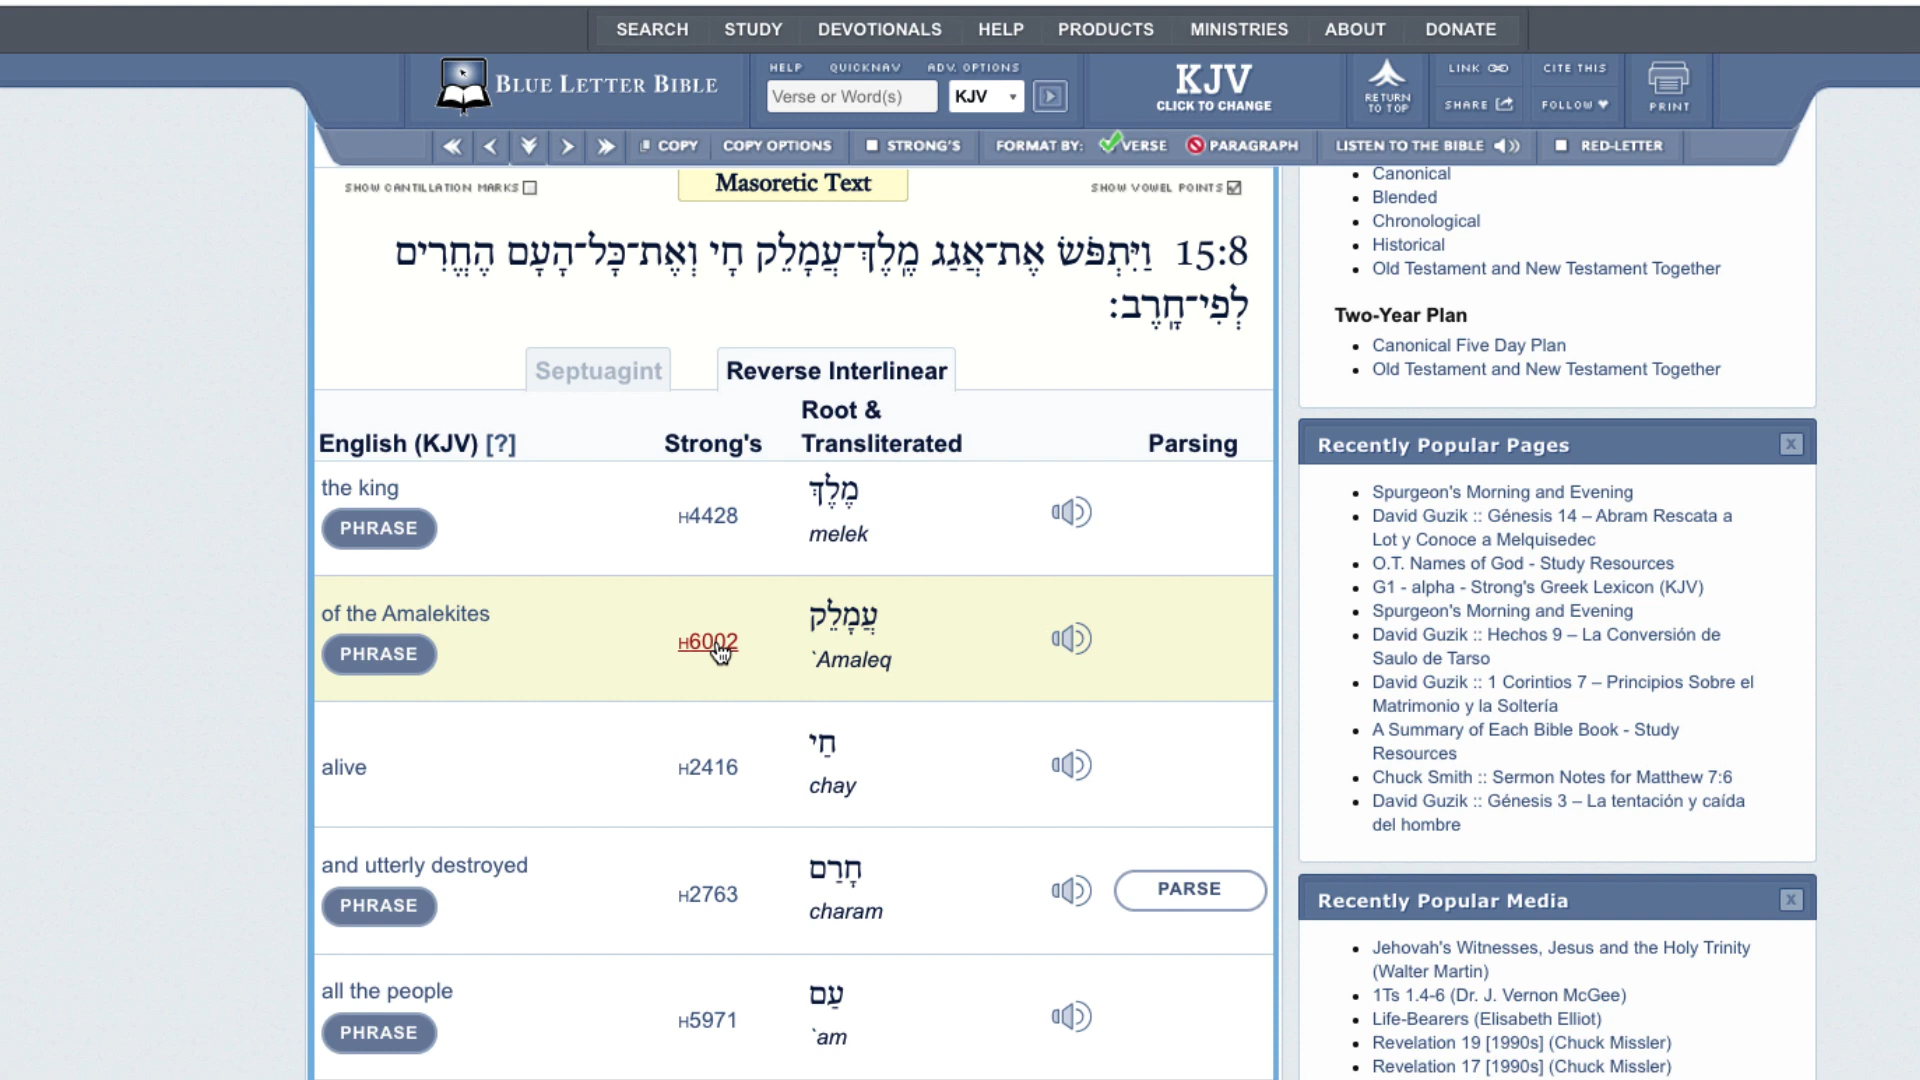 SEARCH STUDY DEVOTIONALS HELP PRODUCTS MINISTRIES ABOUT DONATE
BLUE LETTER BIBLE
HELP QUICKNAV ADV. OPTIONS
Verse or Word(s) KJV
KJV
CLICK TO CHANGE
RETURN
TO TOP
LINK CITE THIS
SHARE FOLLOW
PRINT
COPY COPY OPTIONS STRONG'S FORMAT BY: VERSE PARAGRAPH LISTEN TO THE BIBLE RED-LETTER
SHOW CANTILLATION MARKS Masoretic Text SHOW VOWEL POINTS
15:8 וַיִּתְפֹּשׂ אֶת־אֲגַג מֶלֶךְ־עֲמָלֵק חָי וְאֶת־כָּל־הָעָם הֶחֱרִים
לְפִי־חָרֶב׃
Septuagint Reverse Interlinear
English (KJV) [?] Strong's Root &
Transliterated Parsing
the king
PHRASE
H4428
מֶלֶךְ
melek
of the Amalekites
PHRASE
H6002
עֲמָלֵק
`Amaleq
alive
H2416
חַי
chay
and utterly destroyed
PHRASE
H2763
חָרַם
charam
PARSE
all the people
PHRASE
H5971
עַם
`am
Canonical
Blended
Chronological
Historical
Old Testament and New Testament Together
Two-Year Plan
Canonical Five Day Plan
Old Testament and New Testament Together
Recently Popular Pages X
Spurgeon's Morning and Evening
David Guzik :: Génesis 14 – Abram Rescata a
Lot y Conoce a Melquisedec
O.T. Names of God - Study Resources
G1 - alpha - Strong's Greek Lexicon (KJV)
Spurgeon's Morning and Evening
David Guzik :: Hechos 9 – La Conversión de
Saulo de Tarso
David Guzik :: 1 Corintios 7 – Principios Sobre el
Matrimonio y la Soltería
A Summary of Each Bible Book - Study
Resources
Chuck Smith :: Sermon Notes for Matthew 7:6
David Guzik :: Génesis 3 – La tentación y caída
del hombre
Recently Popular Media X
Jehovah's Witnesses, Jesus and the Holy Trinity
(Walter Martin)
1Ts 1.4-6 (Dr. J. Vernon McGee)
Life-Bearers (Elisabeth Elliot)
Revelation 19 [1990s] (Chuck Missler)
Revelation 17 [1990s] (Chuck Missler)